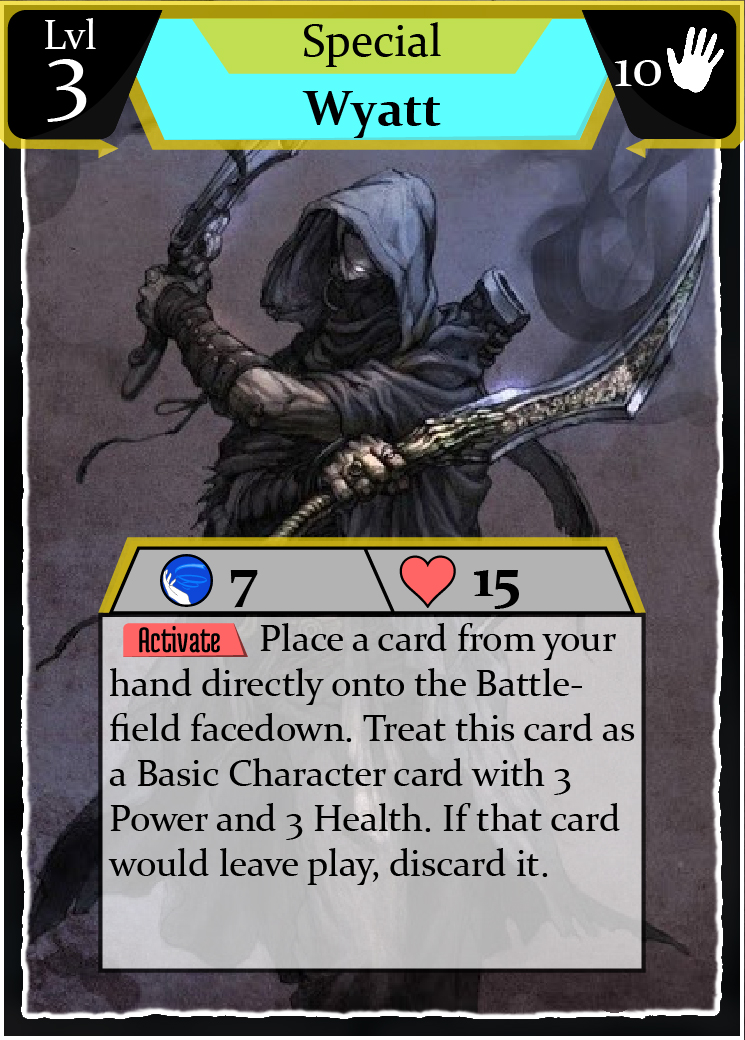 Lvl
3
Special
Wyatt
10
7
15
Activate Place a card from your
hand directly onto the Battle-
field facedown. Treat this card as
a Basic Character card with 3
Power and 3 Health. If that card
would leave play, discard it.